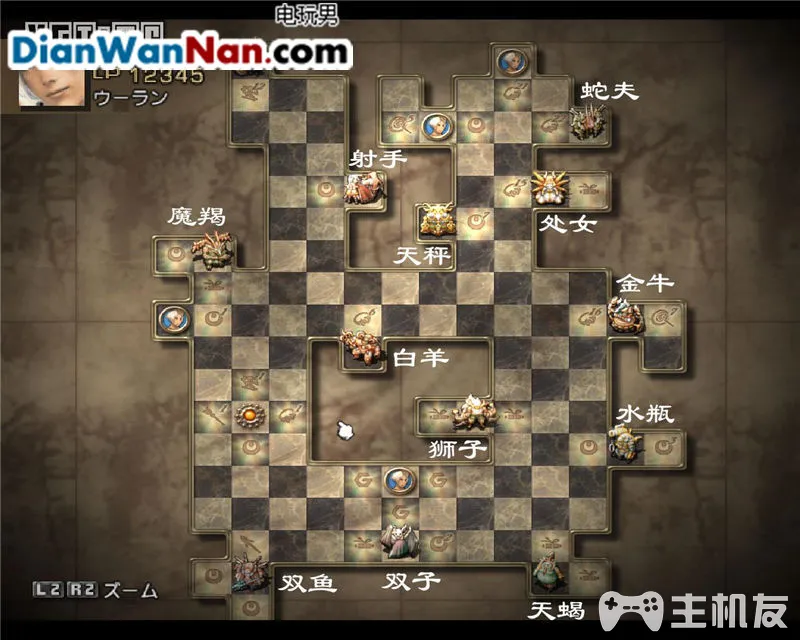 电玩男
DianWanNan.com
LP 12345
ウーラン
蛇夫
射手
魔羯
处女
天秤
金牛
白羊
水瓶
狮子
L2 R2 ズーム
双鱼
双子
天蝎
主机友